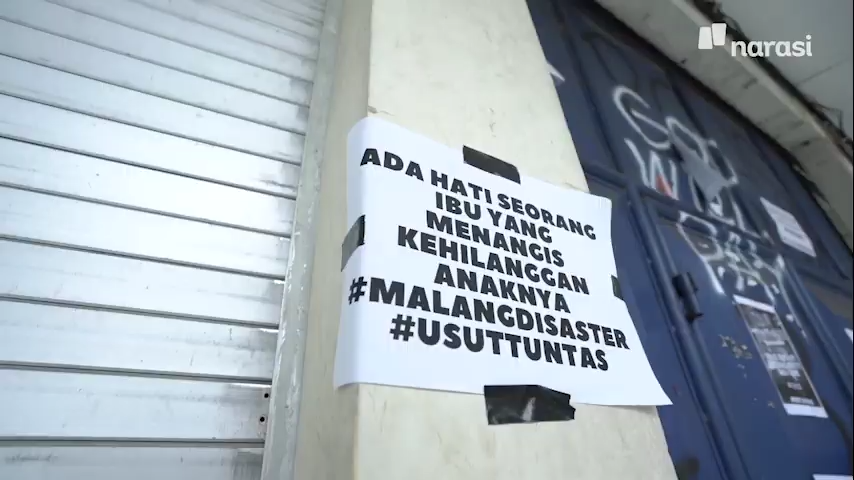 narasi
ADA HATI SEORANG
IBU YANG
MENANGIS
KEHILANGGAN
ANAKNYA
#MALANGDISASTER
#USUTTUNTAS